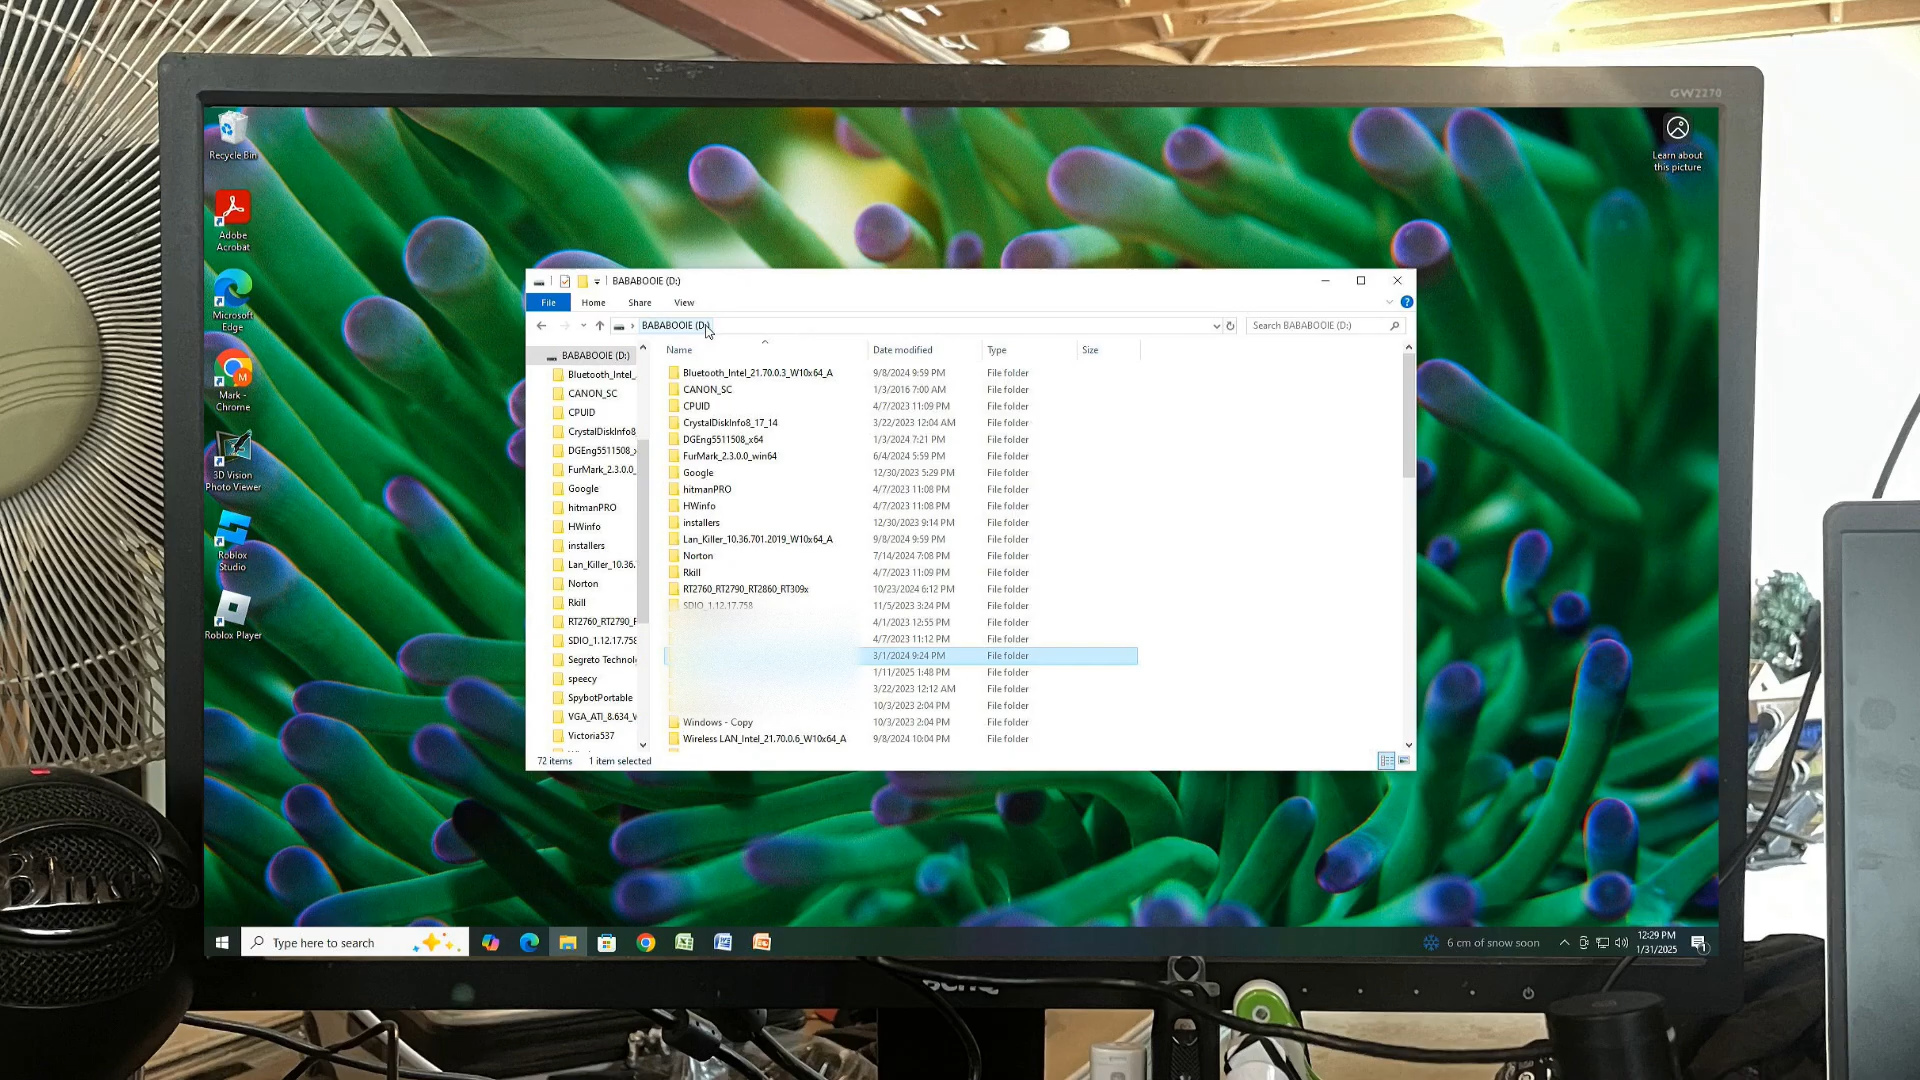 GW2270
Recycle Bin
Learn about
this picture
Adobe
Acrobat
Microsoft
Edge
Mark -
Chrome
3D Vision
Photo Viewer
Roblox
Studio
Roblox Player
BABABOOIE (D:)
File Home Share View
BABABOOIE (D:)
Search BABABOOIE (D:)
Name Date modified Type Size
BABABOOIE (D:)
Bluetooth_Intel_
CANON_SC
CPUID
CrystalDiskInfo8
DGEng5511508_x
FurMark_2.3.0.0_
Google
hitmanPRO
HWinfo
installers
Lan_Killer_10.36.
Norton
Rkill
RT2760_RT2790_R
SDIO_1.12.17.758
Segreto Technol
speecy
SpybotPortable
VGA_ATI_8.634_V
Victoria537
Bluetooth_Intel_21.70.0.3_W10x64_A 9/8/2024 9:59 PM File folder
CANON_SC 1/3/2016 7:00 AM File folder
CPUID 4/7/2023 11:09 PM File folder
CrystalDiskInfo8_17_14 3/22/2023 12:04 AM File folder
DGEng5511508_x64 1/3/2024 7:21 PM File folder
FurMark_2.3.0.0_win64 6/4/2024 5:59 PM File folder
Google 12/30/2023 5:29 PM File folder
hitmanPRO 4/7/2023 11:08 PM File folder
HWinfo 4/7/2023 11:08 PM File folder
installers 12/30/2023 9:14 PM File folder
Lan_Killer_10.36.701.2019_W10x64_A 9/8/2024 9:59 PM File folder
Norton 7/14/2024 7:08 PM File folder
Rkill 4/7/2023 11:09 PM File folder
RT2760_RT2790_RT2860_RT309x 10/23/2024 6:12 PM File folder
SDIO_1.12.17.758 11/5/2023 3:24 PM File folder
4/1/2023 12:55 PM File folder
4/7/2023 11:12 PM File folder
3/1/2024 9:24 PM File folder
1/11/2025 1:48 PM File folder
3/22/2023 12:12 AM File folder
10/3/2023 2:04 PM File folder
Windows - Copy 10/3/2023 2:04 PM File folder
Wireless LAN_Intel_21.70.0.6_W10x64_A 9/8/2024 10:04 PM File folder
72 items 1 item selected
Type here to search
6 cm of snow soon
12:29 PM
1/31/2025
BenQ
Blue